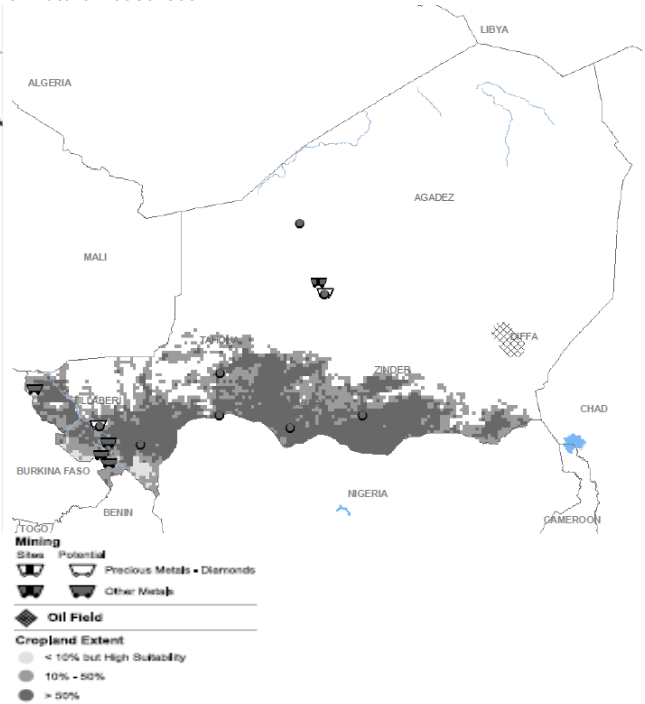 LIBYA
ALGERIA
AGADEZ
MALI
DIFFA
TAHOUA
ZINDER
CHAD
BURKINA FASO
NIGERIA
BENIN
CAMEROON
TOGO
Mining
Sites Potential
Precious Metals - Diamonds
Other Metals
Oil Field
Cropland Extent
< 10% but High Suitability
10% - 50%
> 50%